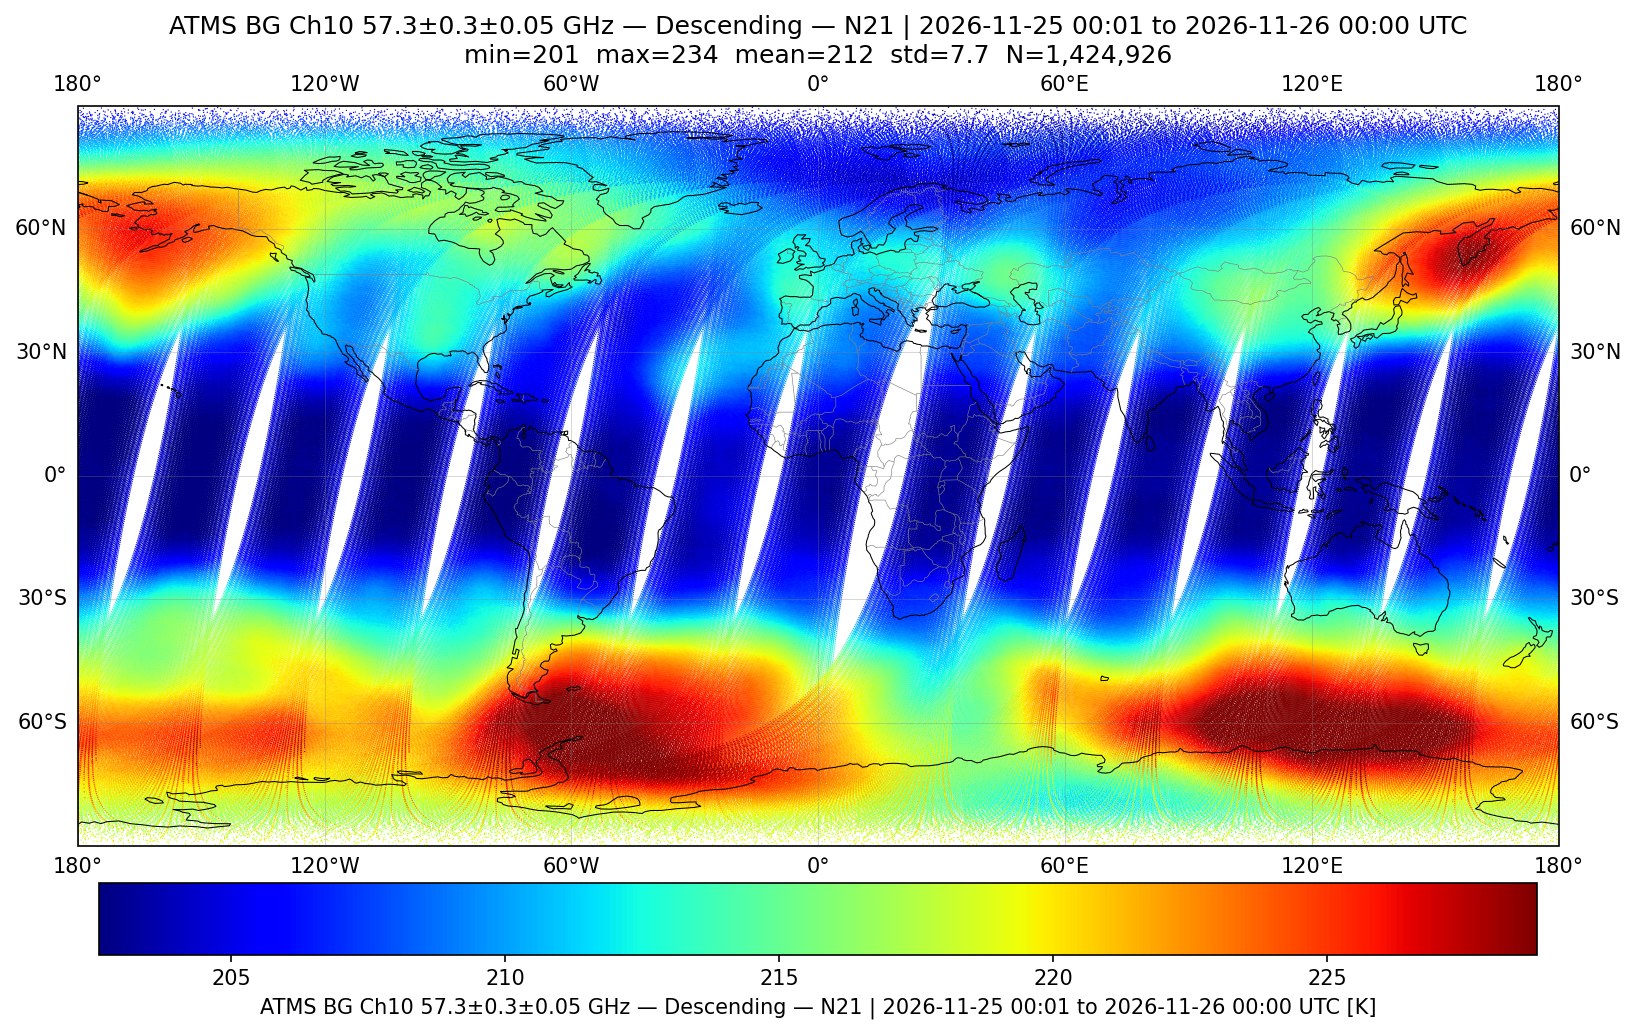 ATMS BG Ch10 57.3±0.3±0.05 GHz — Descending — N21 | 2026-11-25 00:01 to 2026-11-26 00:00 UTC
min=201 max=234 mean=212 std=7.7 N=1,424,926
180° 120°W 60°W 0° 60°E 120°E 180°
60°N 60°N
30°N 30°N
0° 0°
30°S 30°S
60°S 60°S
180° 120°W 60°W 0° 60°E 120°E 180°
205 210 215 220 225
ATMS BG Ch10 57.3±0.3±0.05 GHz — Descending — N21 | 2026-11-25 00:01 to 2026-11-26 00:00 UTC [K]